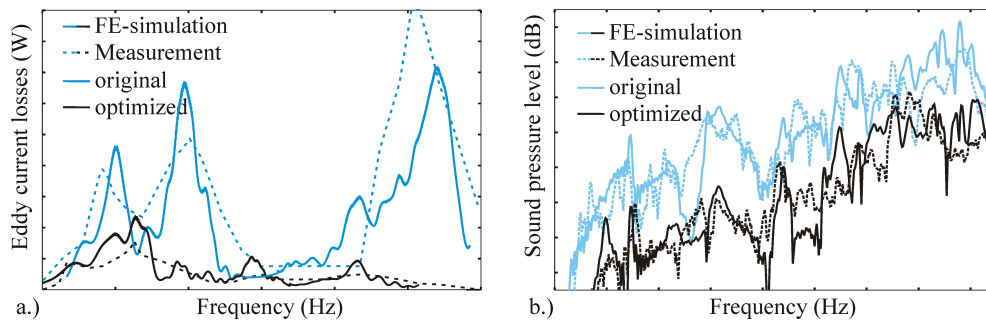 Eddy current losses (W)
FE-simulation
Measurement
original
optimized
a.)
Frequency (Hz)
Sound pressure level (dB)
FE-simulation
Measurement
original
optimized
b.)
Frequency (Hz)